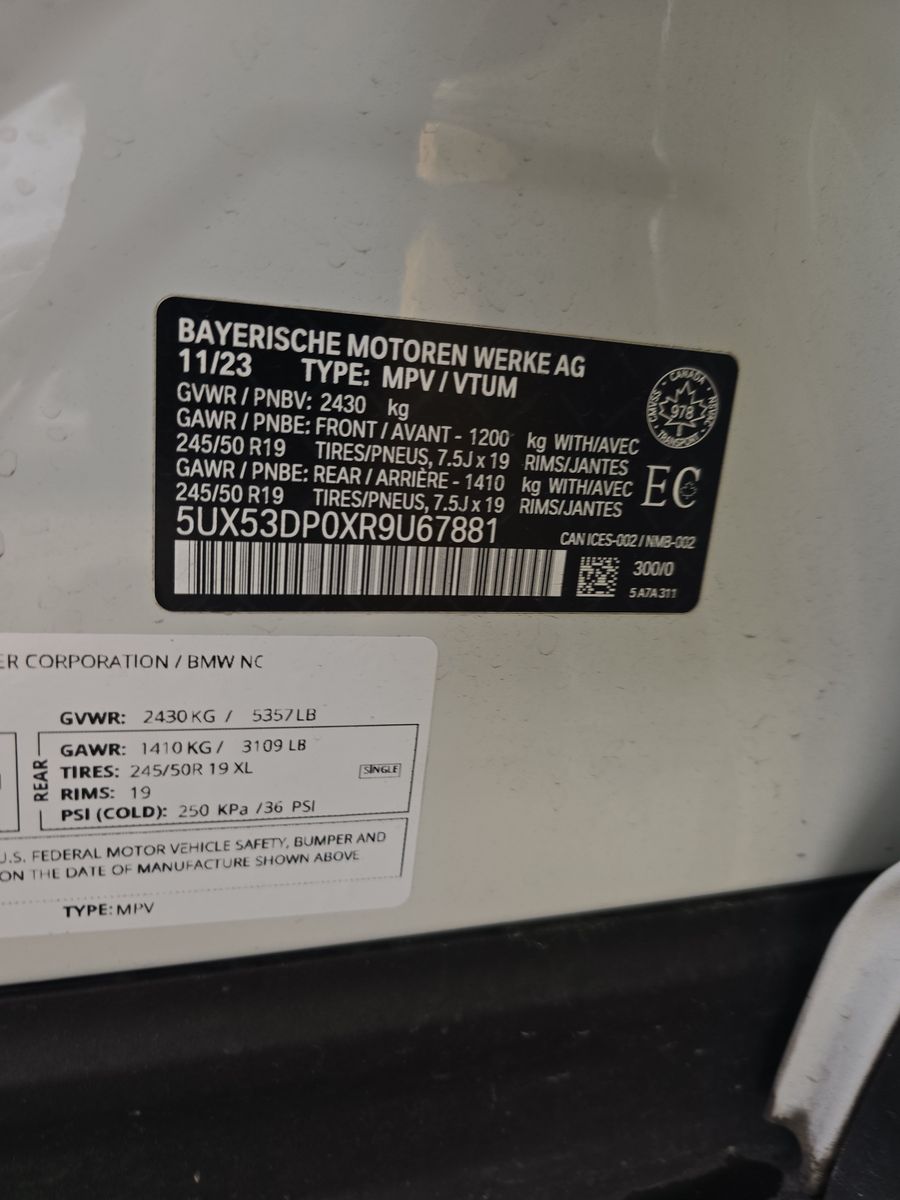 BAYERISCHE MOTOREN WERKE AG
11/23 TYPE: MPV / VTUM
GVWR / PNBV: 2430 kg
GAWR / PNBE: FRONT / AVANT - 1200 kg WITH/AVEC
245/50 R19 TIRES/PNEUS, 7.5J x 19 RIMS/JANTES
GAWR / PNBE: REAR / ARRIÈRE - 1410 kg WITH/AVEC
245/50 R19 TIRES/PNEUS, 7.5J x 19 RIMS/JANTES
5UX53DP0XR9U67881
CAN ICES-002 / NMB-002
300/0
5A7A311
CANADA
CMVSS
978
NSVAC
TRANSPORT
EC
ER CORPORATION / BMW NC
GVWR: 2430 KG / 5357 LB
REAR
GAWR: 1410 KG / 3109 LB
TIRES: 245/50R 19 XL
SINGLE
RIMS: 19
PSI (COLD): 250 KPa /36 PSI
U.S. FEDERAL MOTOR VEHICLE SAFETY, BUMPER AND
ON THE DATE OF MANUFACTURE SHOWN ABOVE
TYPE: MPV